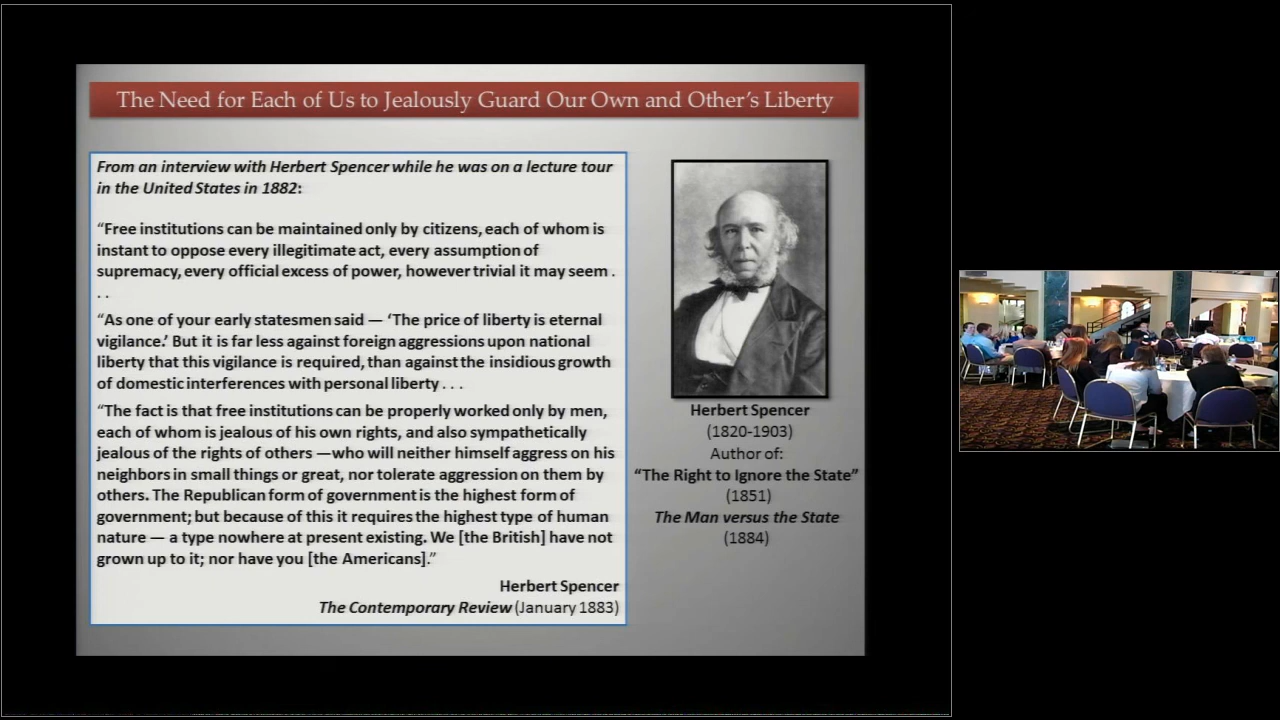 The Need for Each of Us to Jealously Guard Our Own and Other's Liberty
From an interview with Herbert Spencer while he was on a lecture tour
in the United States in 1882:
“Free institutions can be maintained only by citizens, each of whom is
instant to oppose every illegitimate act, every assumption of
supremacy, every official excess of power, however trivial it may seem .
. .
“As one of your early statesmen said — ‘The price of liberty is eternal
vigilance.’ But it is far less against foreign aggressions upon national
liberty that this vigilance is required, than against the insidious growth
of domestic interferences with personal liberty . . .
“The fact is that free institutions can be properly worked only by men,
each of whom is jealous of his own rights, and also sympathetically
jealous of the rights of others —who will neither himself aggress on his
neighbors in small things or great, nor tolerate aggression on them by
others. The Republican form of government is the highest form of
government; but because of this it requires the highest type of human
nature — a type nowhere at present existing. We [the British] have not
grown up to it; nor have you [the Americans].”
Herbert Spencer
The Contemporary Review (January 1883)
Herbert Spencer
(1820-1903)
Author of:
“The Right to Ignore the State”
(1851)
The Man versus the State
(1884)